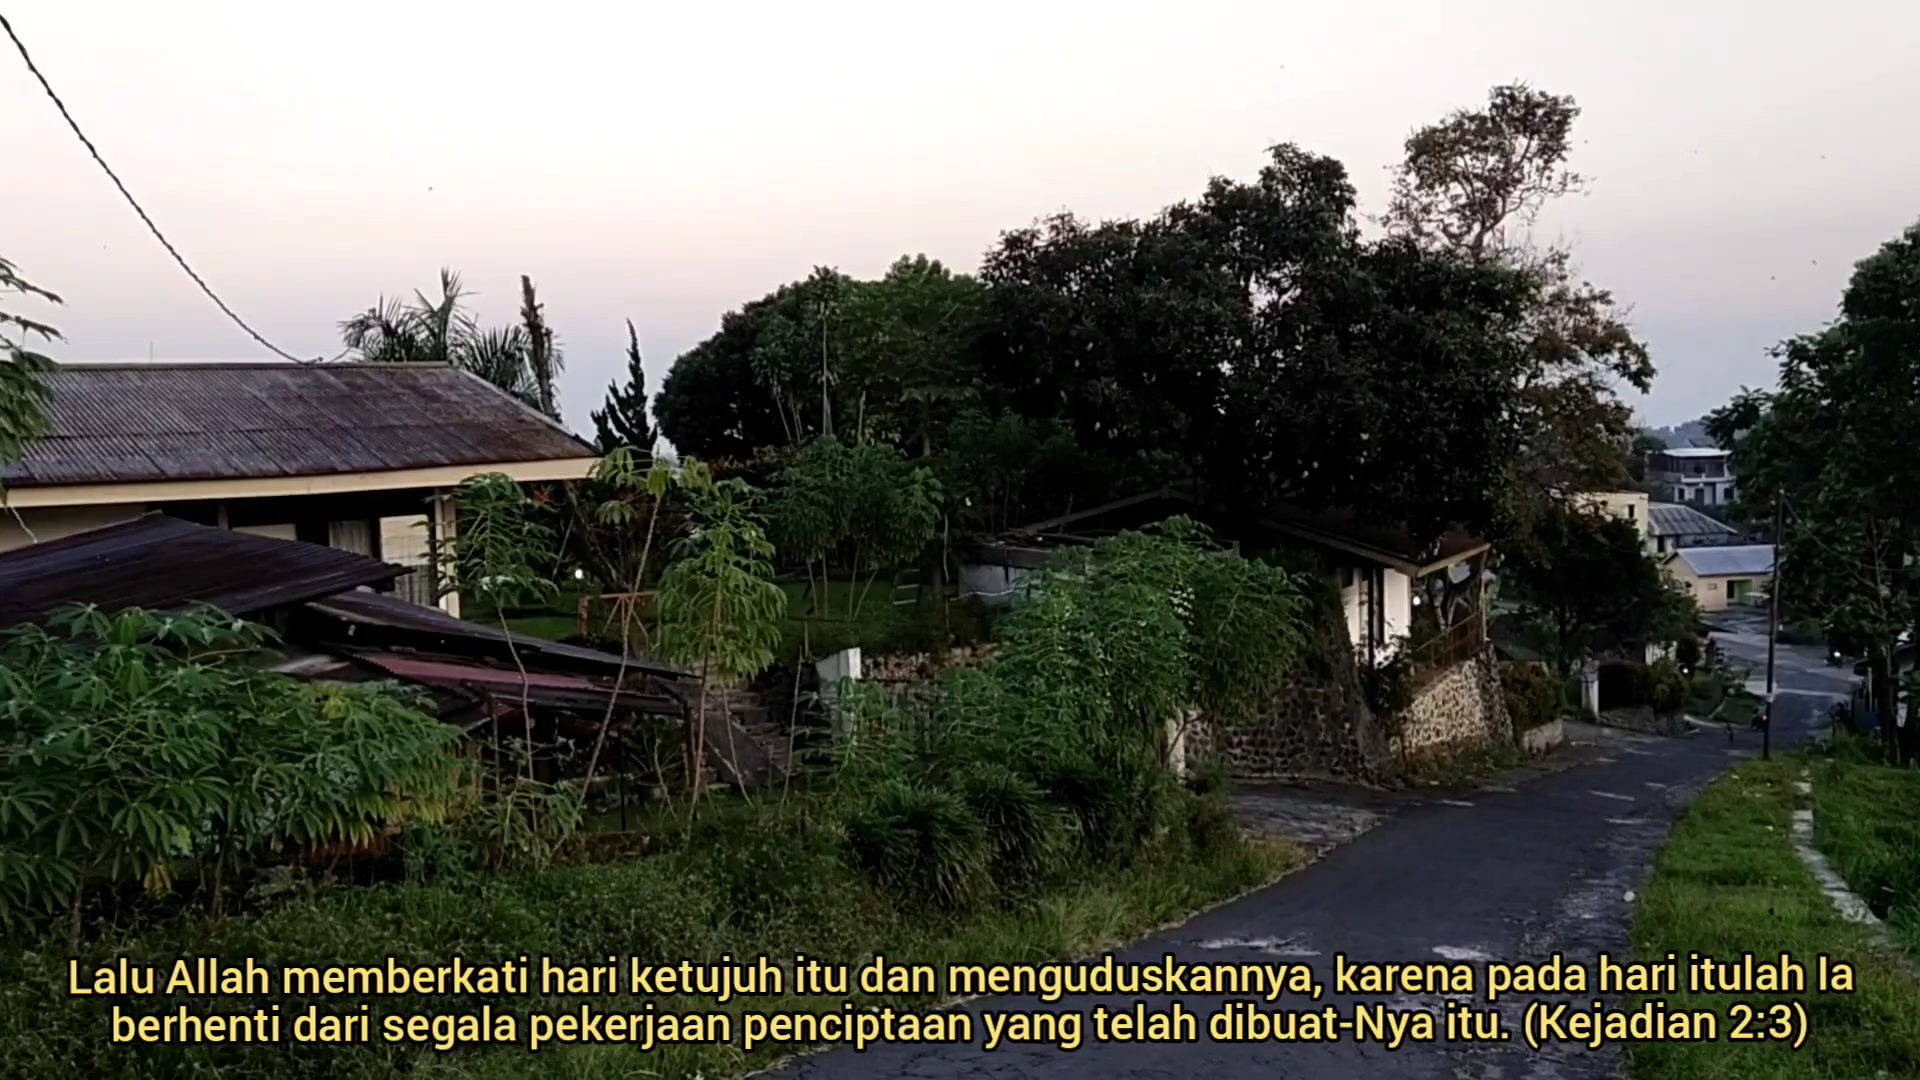 Lalu Allah memberkati hari ketujuh itu dan menguduskannya, karena pada hari itulah Ia
berhenti dari segala pekerjaan penciptaan yang telah dibuat-Nya itu. (Kejadian 2:3)